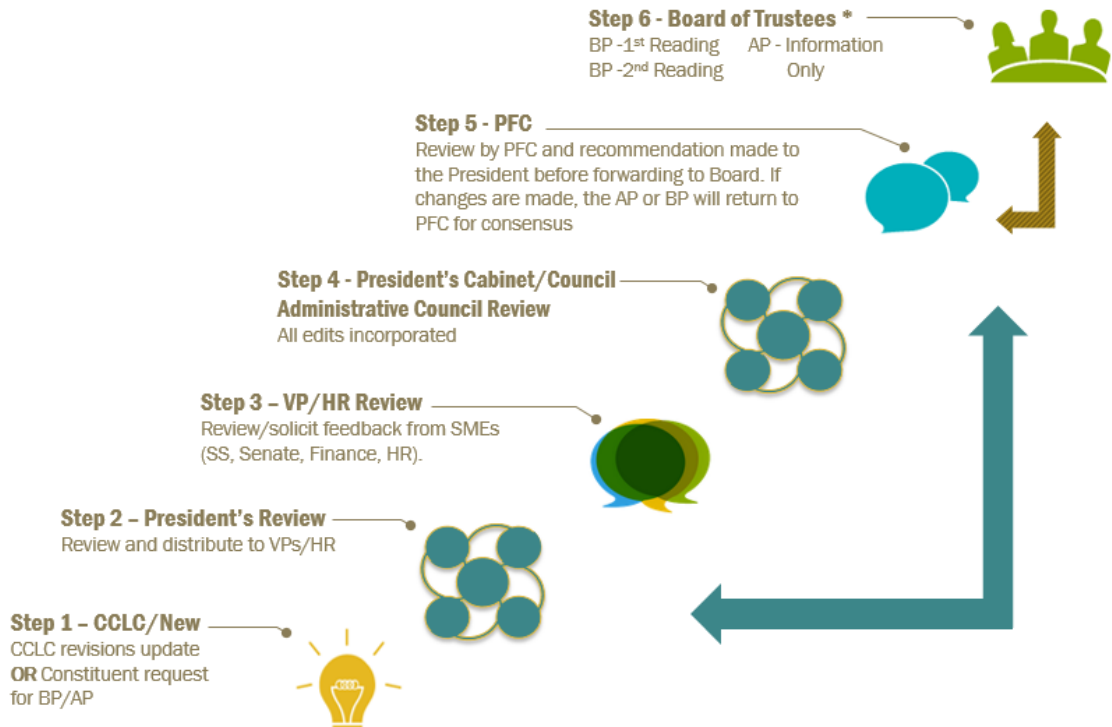 Step 6 - Board of Trustees *
BP -1st Reading AP - Information
BP -2nd Reading Only
Step 5 - PFC
Review by PFC and recommendation made to
the President before forwarding to Board. If
changes are made, the AP or BP will return to
PFC for consensus
Step 4 - President's Cabinet/Council
Administrative Council Review
All edits incorporated
Step 3 – VP/HR Review
Review/solicit feedback from SMEs
(SS, Senate, Finance, HR).
Step 2 – President's Review
Review and distribute to VPs/HR
Step 1 – CCLC/New
CCLC revisions update
OR Constituent request
for BP/AP